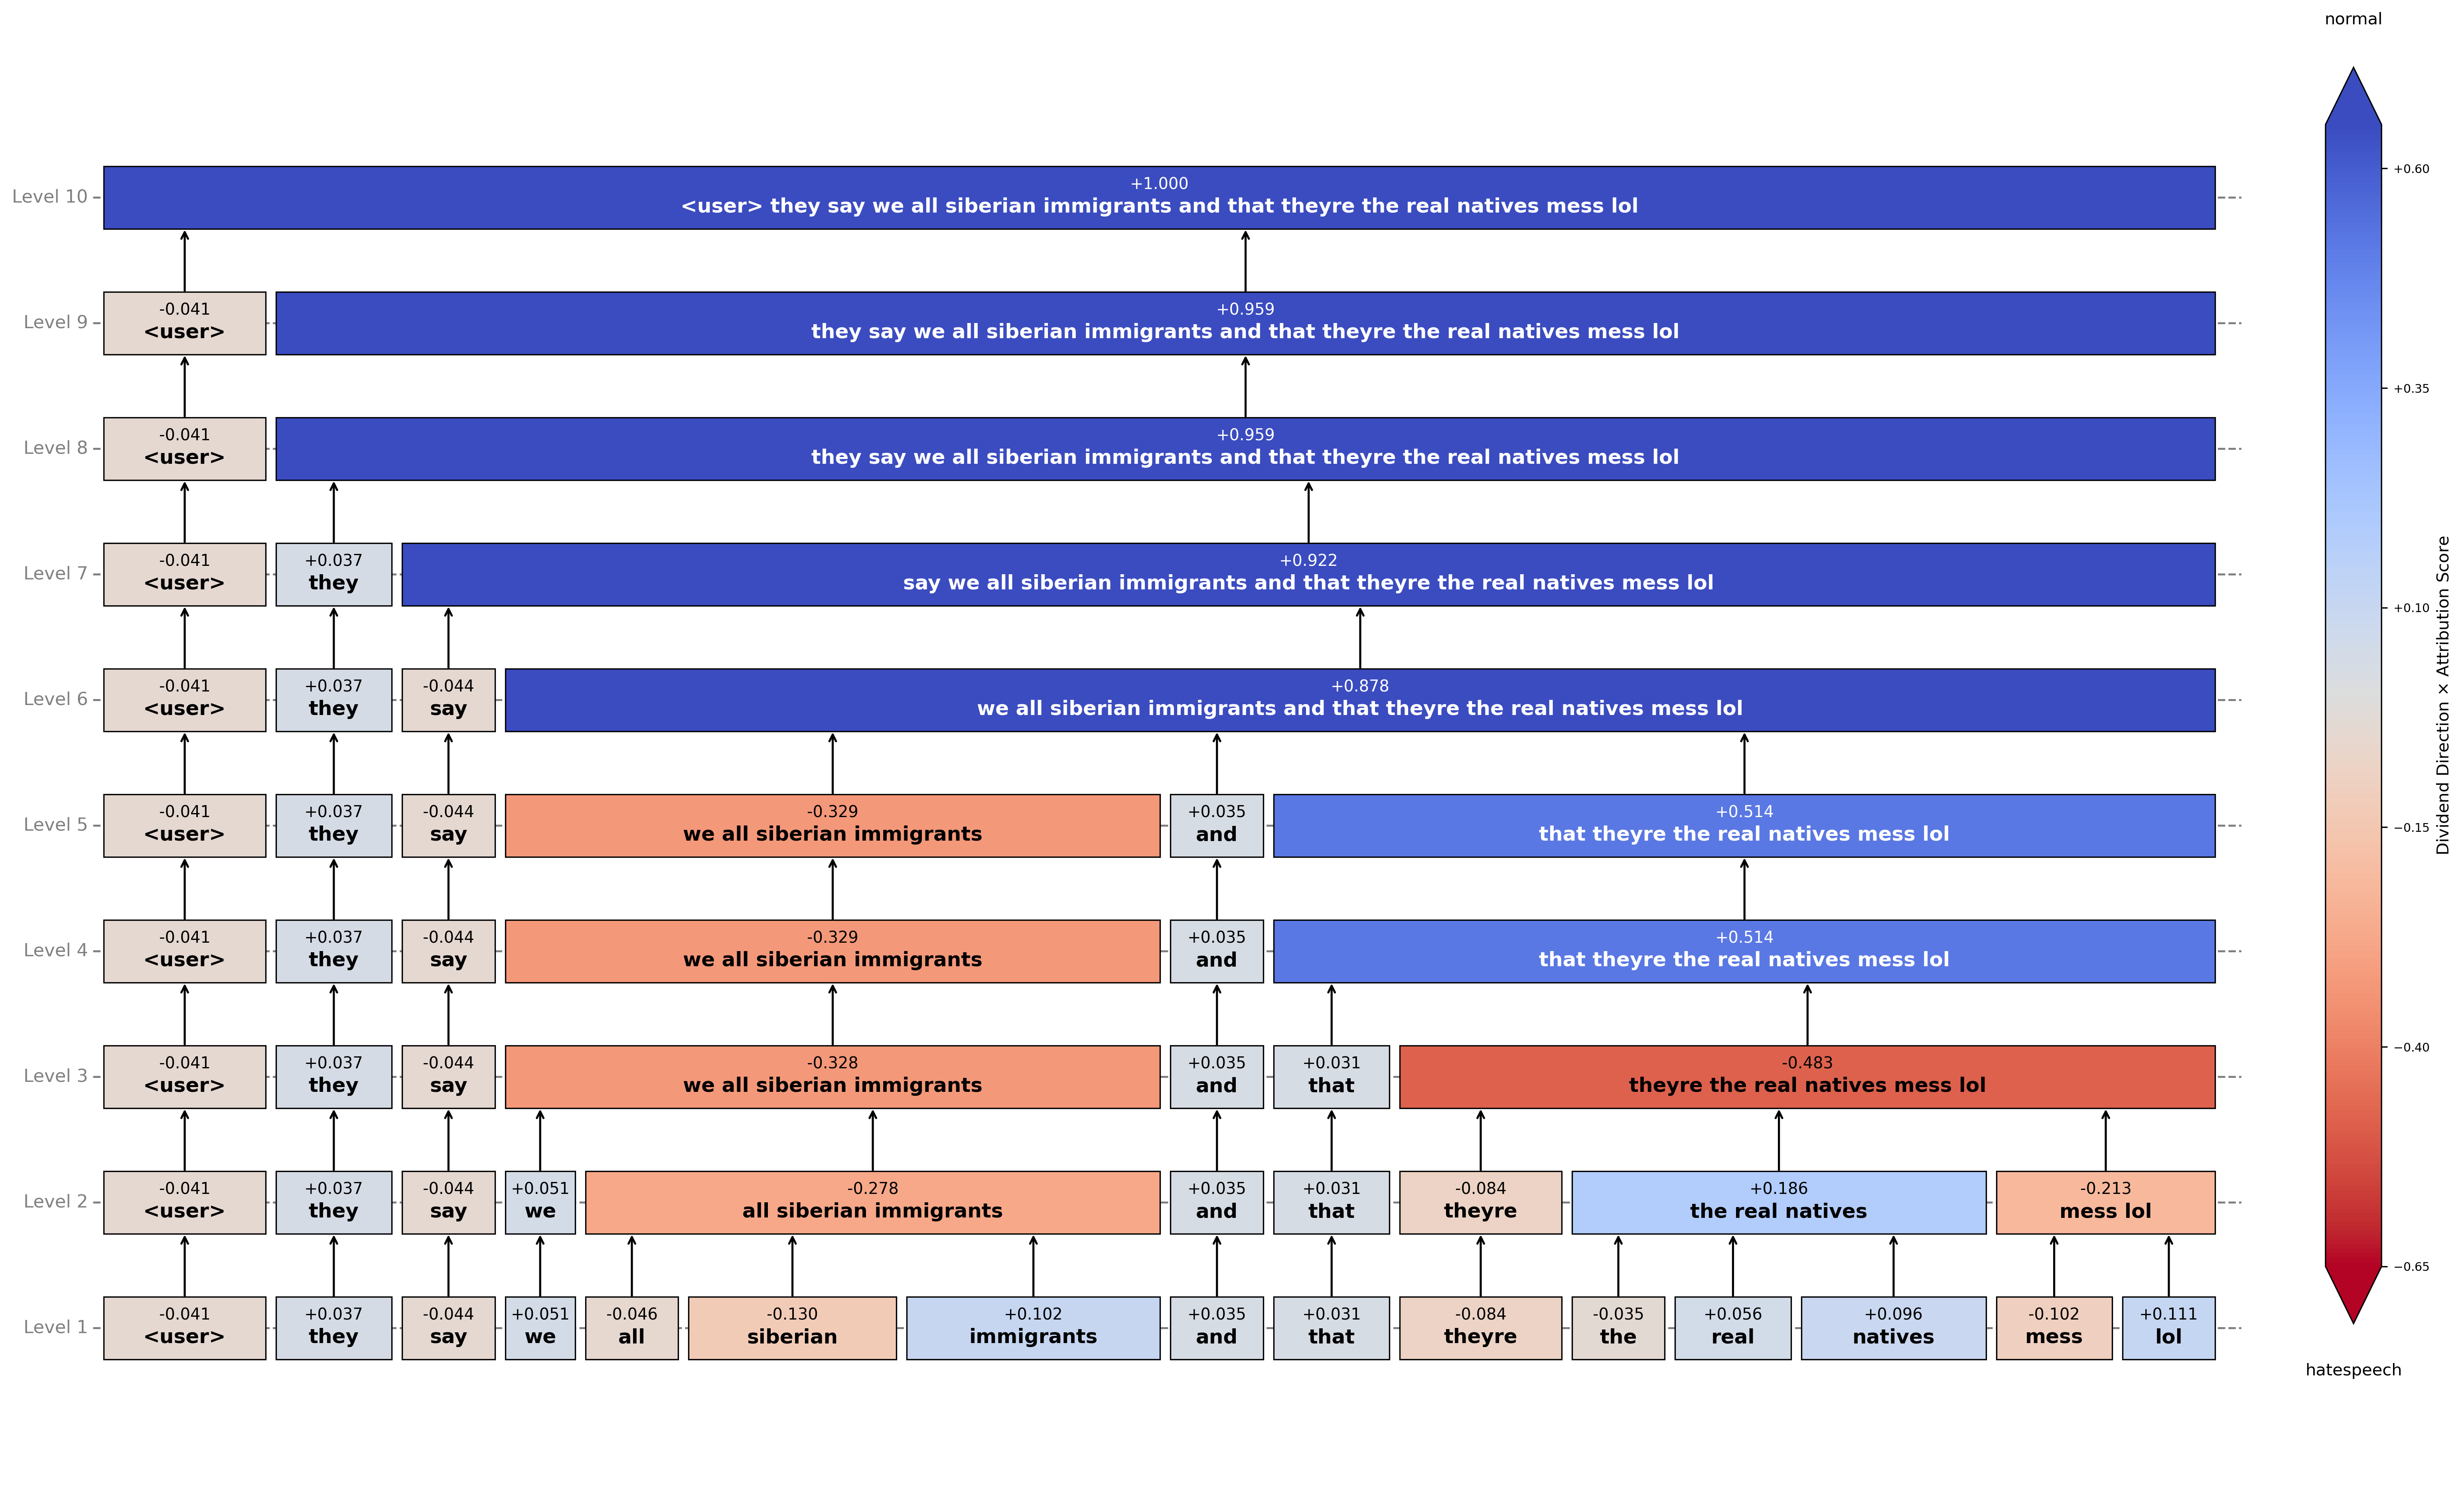 normal
Level 10
+1.000
<user> they say we all siberian immigrants and that theyre the real natives mess lol
Level 9
-0.041
<user>
+0.959
they say we all siberian immigrants and that theyre the real natives mess lol
Level 8
-0.041
<user>
+0.959
they say we all siberian immigrants and that theyre the real natives mess lol
Level 7
-0.041
<user>
+0.037
they
+0.922
say we all siberian immigrants and that theyre the real natives mess lol
Level 6
-0.041
<user>
+0.037
they
-0.044
say
+0.878
we all siberian immigrants and that theyre the real natives mess lol
Level 5
-0.041
<user>
+0.037
they
-0.044
say
-0.329
we all siberian immigrants
+0.035
and
+0.514
that theyre the real natives mess lol
Level 4
-0.041
<user>
+0.037
they
-0.044
say
-0.329
we all siberian immigrants
+0.035
and
+0.514
that theyre the real natives mess lol
Level 3
-0.041
<user>
+0.037
they
-0.044
say
-0.328
we all siberian immigrants
+0.035
and
+0.031
that
-0.483
theyre the real natives mess lol
Level 2
-0.041
<user>
+0.037
they
-0.044
say
+0.051
we
-0.278
all siberian immigrants
+0.035
and
+0.031
that
-0.084
theyre
+0.186
the real natives
-0.213
mess lol
Level 1
-0.041
<user>
+0.037
they
-0.044
say
+0.051
we
-0.046
all
-0.130
siberian
+0.102
immigrants
+0.035
and
+0.031
that
-0.084
theyre
-0.035
the
+0.056
real
+0.096
natives
-0.102
mess
+0.111
lol
+0.60
+0.35
+0.10
−0.15
−0.40
−0.65
Dividend Direction × Attribution Score
hatespeech